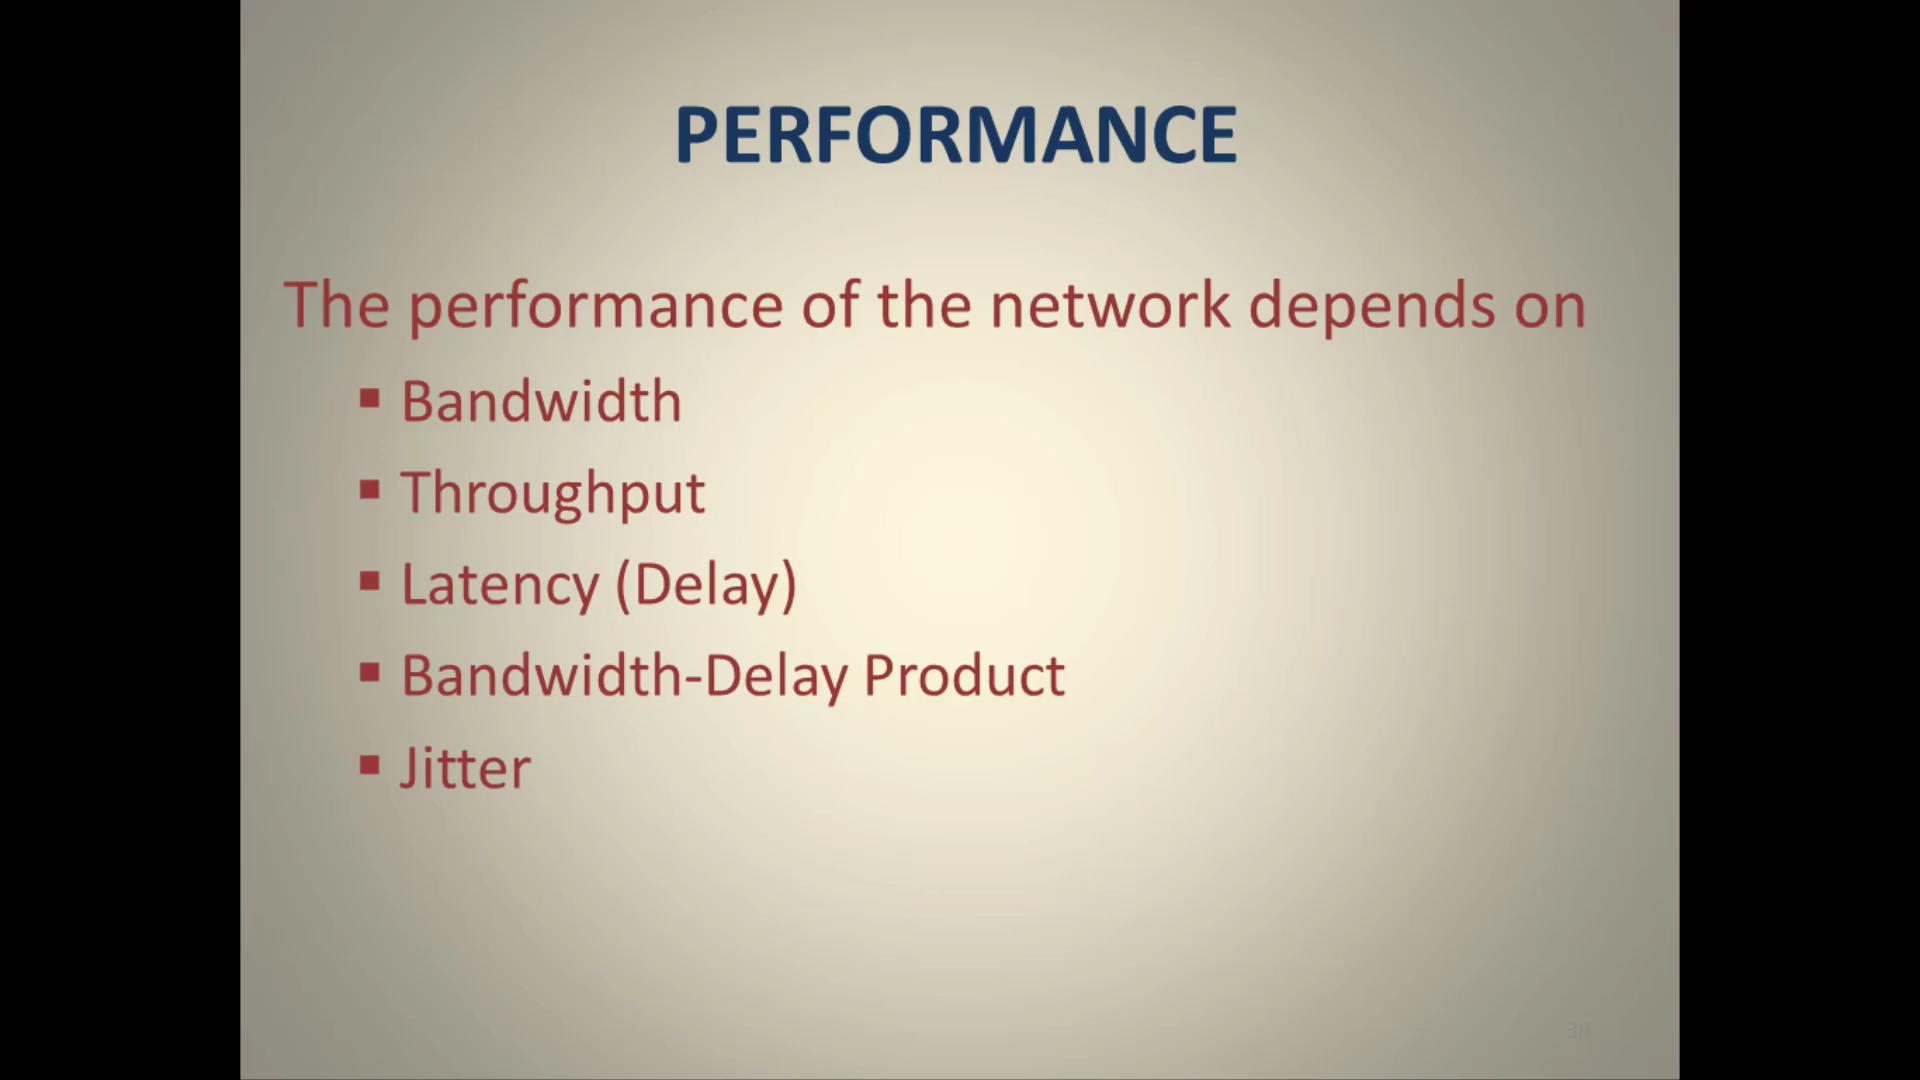 PERFORMANCE
The performance of the network depends on
▪ Bandwidth
▪ Throughput
▪ Latency (Delay)
▪ Bandwidth-Delay Product
▪ Jitter